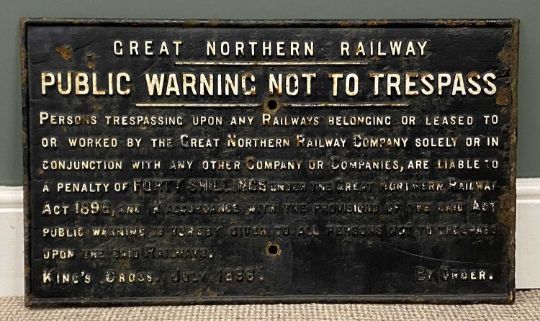 GREAT NORTHERN RAILWAY
PUBLIC WARNING NOT TO TRESPASS
PERSONS TRESPASSING UPON ANY RAILWAYS BELONGING OR LEASED TO
OR WORKED BY THE GREAT NORTHERN RAILWAY COMPANY SOLELY OR IN
CONJUNCTION WITH ANY OTHER COMPANY OR COMPANIES, ARE LIABLE TO
A PENALTY OF FORTY SHILLINGS UNDER THE GREAT NORTHERN RAILWAY
ACT 1896, AND IN ACCORDANCE WITH THE PROVISIONS OF THE SAID ACT
PUBLIC WARNING IS HEREBY GIVEN TO ALL PERSONS NOT TO TRESPASS
UPON THE SAID RAILWAYS.
KING'S CROSS, JULY BY ORDER.